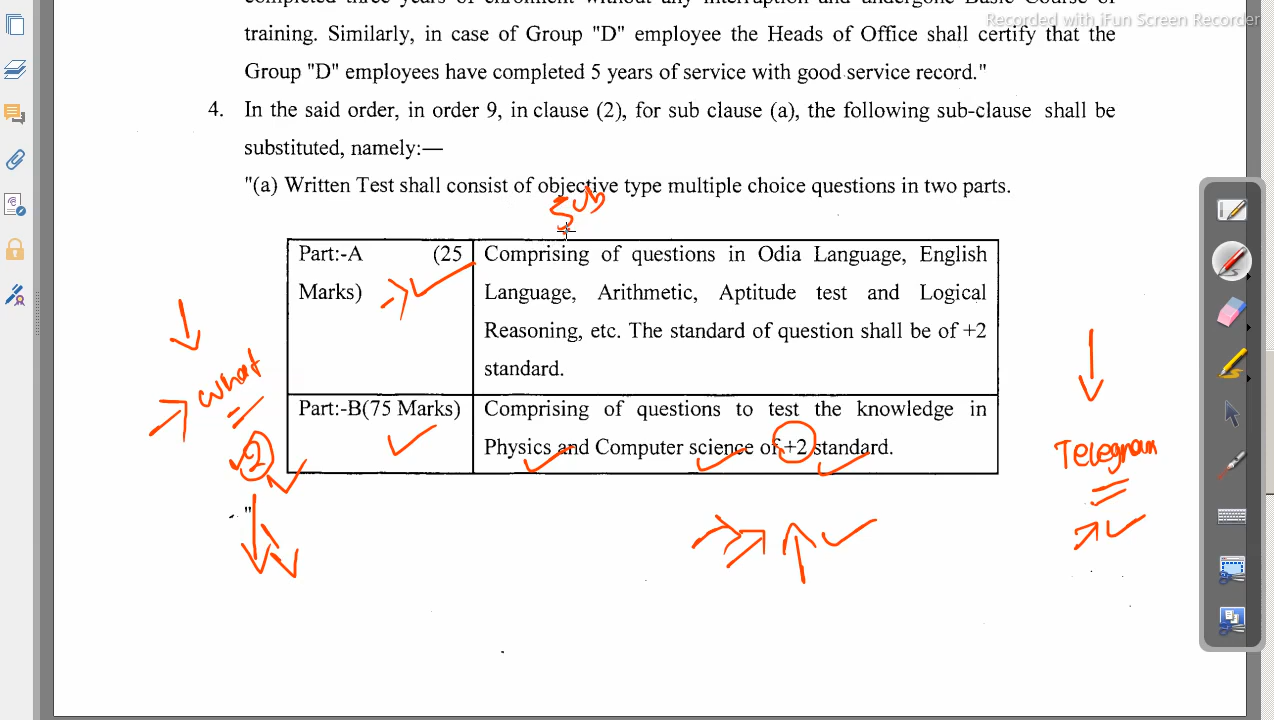 completed three years of enrolment without any interruption and undergone Basic Course of
Recorded with iFun Screen Recorder
training. Similarly, in case of Group "D" employee the Heads of Office shall certify that the
Group "D" employees have completed 5 years of service with good service record."
4. In the said order, in order 9, in clause (2), for sub clause (a), the following sub-clause shall be
substituted, namely:—
"(a) Written Test shall consist of objective type multiple choice questions in two parts.
Sub
Part:-A (25 Comprising of questions in Odia Language, English
Marks) Language, Arithmetic, Aptitude test and Logical
Reasoning, etc. The standard of question shall be of +2
standard.
What
Part:-B(75 Marks) Comprising of questions to test the knowledge in
Physics and Computer science of +2 standard.
2
Telegram
"